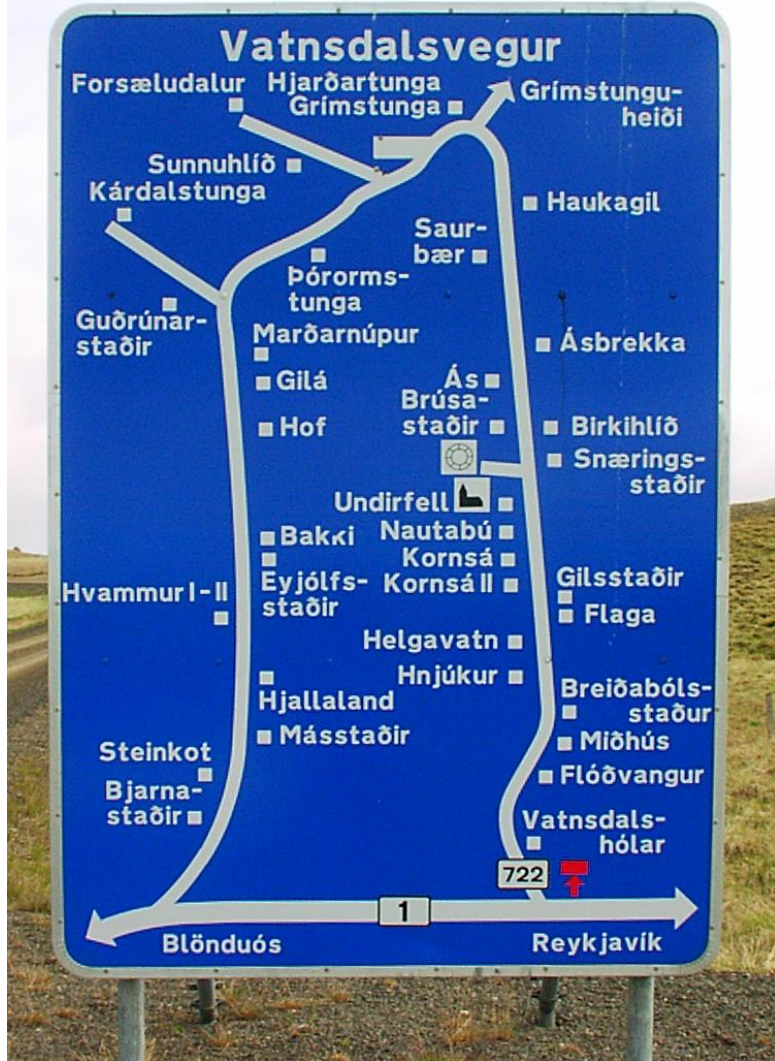 Vatnsdalsvegur
Forsæludalur
Hjarðartunga
Grímstunga
Grímstungu-
heiði
Sunnuhlíð
Kárdalstunga
Haukagil
Saur-
bær
Þórorms-
tunga
Guðrúnar-
staðir
Marðarnúpur
Ásbrekka
Gilá
Ás
Brúsa-
staðir
Hof
Birkihlíð
Snærings-
staðir
Undirfell
Bakki
Nautabú
Kornsá
Eyjólfs-
staðir
Kornsá II
Gilsstaðir
Hvammur I-II
Flaga
Helgavatn
Hnjúkur
Hjallaland
Breiðabóls-
staður
Másstaðir
Miðhús
Steinkot
Flóðvangur
Bjarna-
staðir
Vatnsdals-
hólar
722
1
Blönduós
Reykjavík